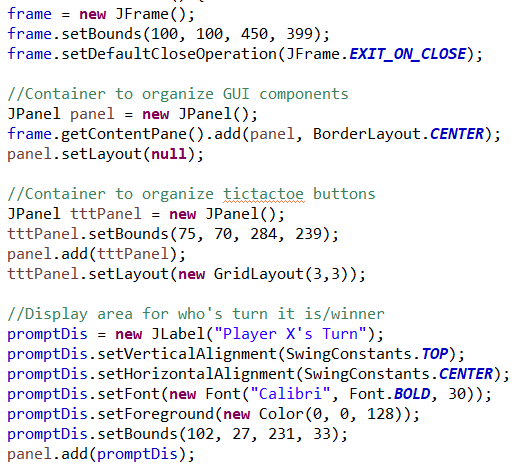 frame = new JFrame();
frame.setBounds(100, 100, 450, 399);
frame.setDefaultCloseOperation(JFrame.EXIT_ON_CLOSE);
//Container to organize GUI components
JPanel panel = new JPanel();
frame.getContentPane().add(panel, BorderLayout.CENTER);
panel.setLayout(null);
//Container to organize tictactoe buttons
JPanel tttPanel = new JPanel();
tttPanel.setBounds(75, 70, 284, 239);
panel.add(tttPanel);
tttPanel.setLayout(new GridLayout(3,3));
//Display area for who's turn it is/winner
promptDis = new JLabel("Player X's Turn");
promptDis.setVerticalAlignment(SwingConstants.TOP);
promptDis.setHorizontalAlignment(SwingConstants.CENTER);
promptDis.setFont(new Font("Calibri", Font.BOLD, 30));
promptDis.setForeground(new Color(0, 0, 128));
promptDis.setBounds(102, 27, 231, 33);
panel.add(promptDis);